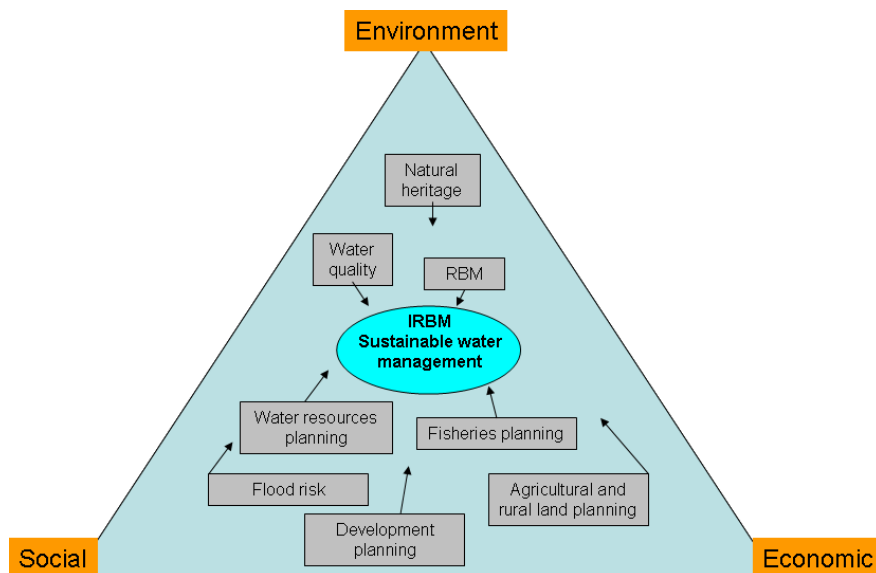 Environment
Natural
heritage
Water
quality
RBM
IRBM
Sustainable water
management
Water resources
planning
Fisheries planning
Flood risk
Agricultural and
rural land planning
Development
planning
Social
Economic